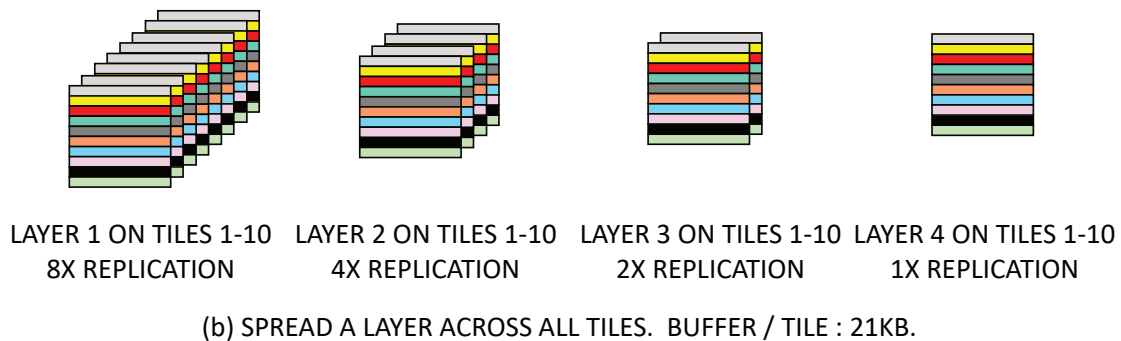 LAYER 1 ON TILES 1-10 LAYER 2 ON TILES 1-10 LAYER 3 ON TILES 1-10 LAYER 4 ON TILES 1-10
8X REPLICATION 4X REPLICATION 2X REPLICATION 1X REPLICATION
(b) SPREAD A LAYER ACROSS ALL TILES. BUFFER / TILE : 21KB.